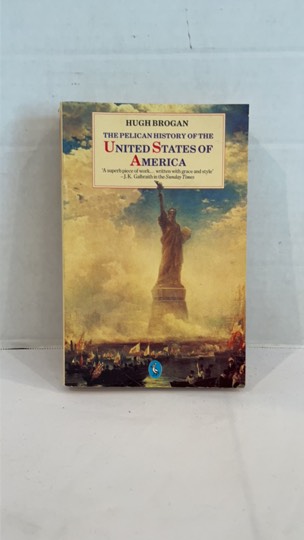 HUGH BROGAN
THE PELICAN HISTORY OF THE
UNITED STATES OF
AMERICA
'A superb piece of work... written with grace and style'
- J.K. Galbraith in the Sunday Times